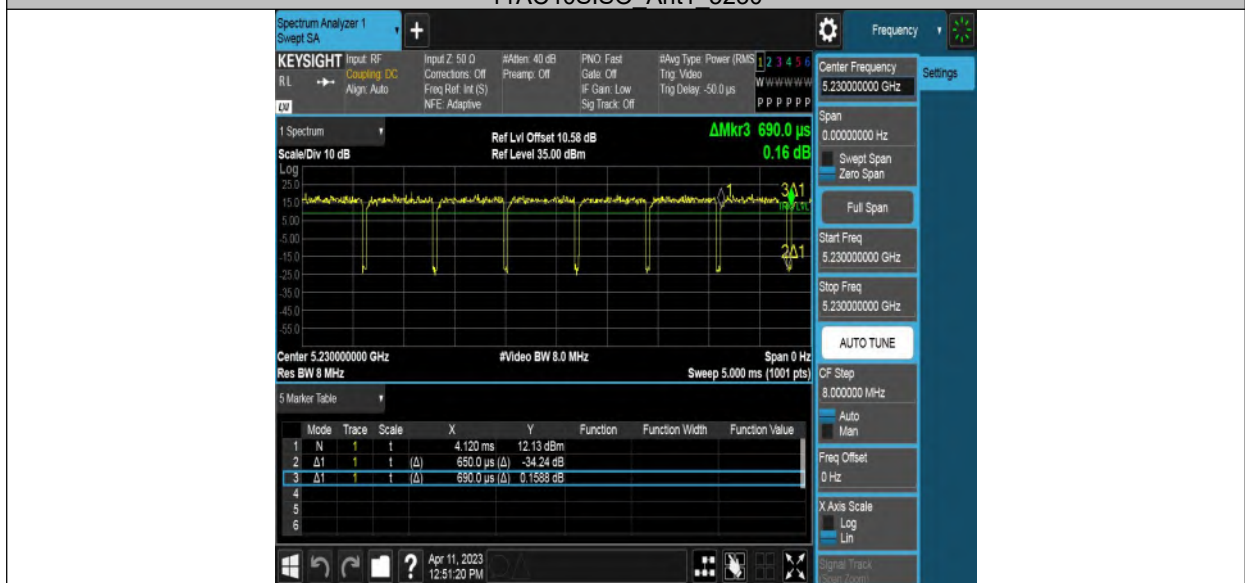 Spectrum Analyzer 1
Swept SA
+
Frequency
KEYSIGHT
RL
LXI
Input: RF
Coupling: DC
Align: Auto
Input Z: 50 Ω
Corrections: Off
Freq Ref: Int (S)
NFE: Adaptive
#Atten: 40 dB
Preamp: Off
PNO: Fast
Gate: Off
IF Gain: Low
Sig Track: Off
#Avg Type: Power (RMS
Trig: Video
Trig Delay: -50.0 µs
1 2 3 4 5 6
W W W W W W
P P P P P P
Center Frequency
5.230000000 GHz
Settings
1 Spectrum
Scale/Div 10 dB
Ref Lvl Offset 10.58 dB
Ref Level 35.00 dBm
ΔMkr3 690.0 µs
0.16 dB
Span
0.00000000 Hz
Swept Span
Zero Span
Log
25.0
15.0
5.00
-5.00
-15.0
-25.0
-35.0
-45.0
-55.0
1
3Δ1
2Δ1
Full Span
Start Freq
5.230000000 GHz
Stop Freq
5.230000000 GHz
AUTO TUNE
Center 5.230000000 GHz
Res BW 8 MHz
#Video BW 8.0 MHz
Span 0 Hz
Sweep 5.000 ms (1001 pts)
CF Step
8.000000 MHz
Auto
Man
5 Marker Table
Mode Trace Scale X Y Function Function Width Function Value
1 N 1 t 4.120 ms 12.13 dBm
2 Δ1 1 t (Δ) 650.0 µs (Δ) -34.24 dB
3 Δ1 1 t (Δ) 690.0 µs (Δ) 0.1588 dB
4
5
6
Freq Offset
0 Hz
X Axis Scale
Log
Lin
Signal Track
(Span Zoom)
?
Apr 11, 2023
12:51:20 PM